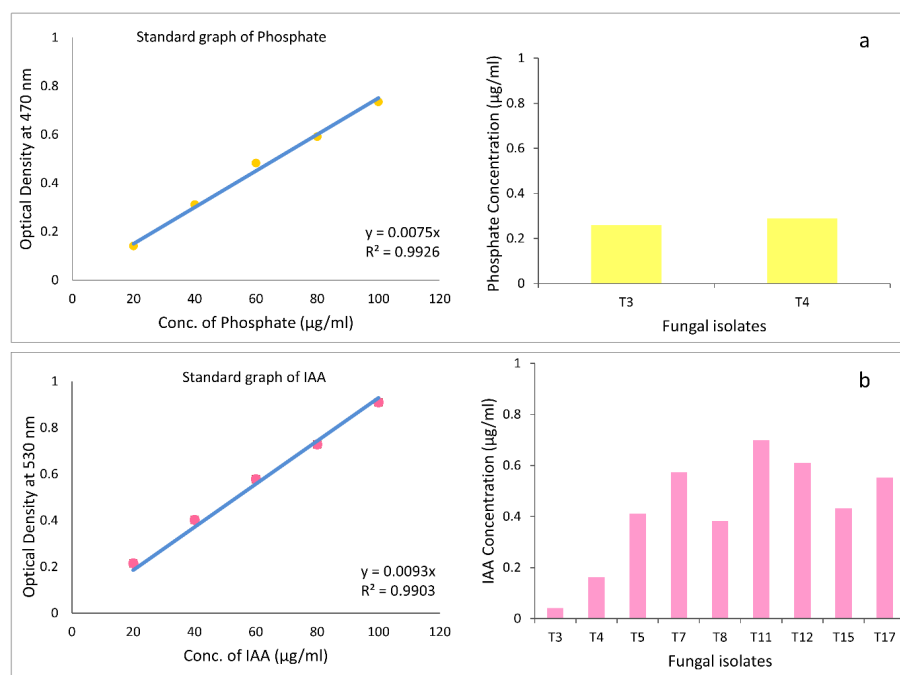 Standard graph of Phosphate
Optical Density at 470 nm
1
0.8
0.6
0.4
0.2
0
0 20 40 60 80 100 120
y = 0.0075x
R² = 0.9926
Conc. of Phosphate (µg/ml)
a
Phosphate Concentration (µg/ml)
1
0.8
0.6
0.4
0.2
0
T3 T4
Fungal isolates
Standard graph of IAA
Optical Density at 530 nm
1
0.8
0.6
0.4
0.2
0
0 20 40 60 80 100 120
y = 0.0093x
R² = 0.9903
Conc. of IAA (µg/ml)
b
IAA Concentration (µg/ml)
1
0.8
0.6
0.4
0.2
0
T3 T4 T5 T7 T8 T11 T12 T15 T17
Fungal isolates